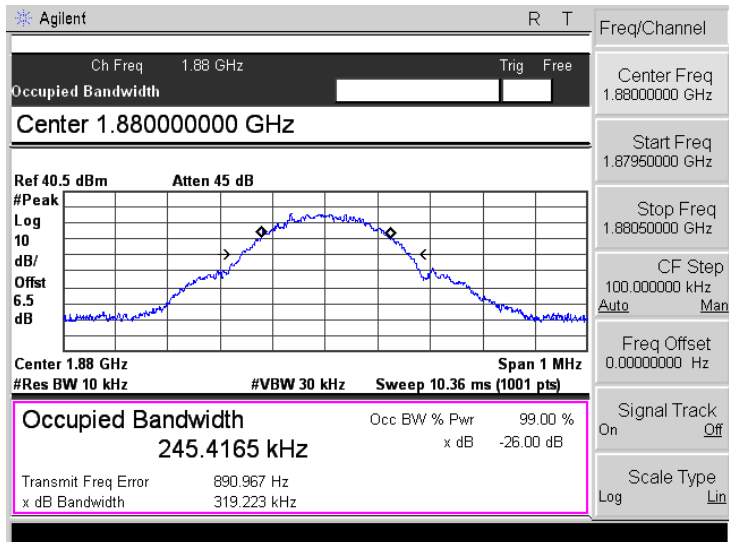 Agilent R T
Ch Freq 1.88 GHz Trig Free
Occupied Bandwidth
Center 1.880000000 GHz
Ref 40.5 dBm Atten 45 dB
#Peak
Log
10
dB/
Offst
6.5
dB
Center 1.88 GHz Span 1 MHz
#Res BW 10 kHz #VBW 30 kHz Sweep 10.36 ms (1001 pts)
Occupied Bandwidth
245.4165 kHz
Occ BW % Pwr 99.00 %
x dB -26.00 dB
Transmit Freq Error 890.967 Hz
x dB Bandwidth 319.223 kHz
Freq/Channel
Center Freq
1.88000000 GHz
Start Freq
1.87950000 GHz
Stop Freq
1.88050000 GHz
CF Step
100.000000 kHz
Auto Man
Freq Offset
0.00000000 Hz
Signal Track
On Off
Scale Type
Log Lin